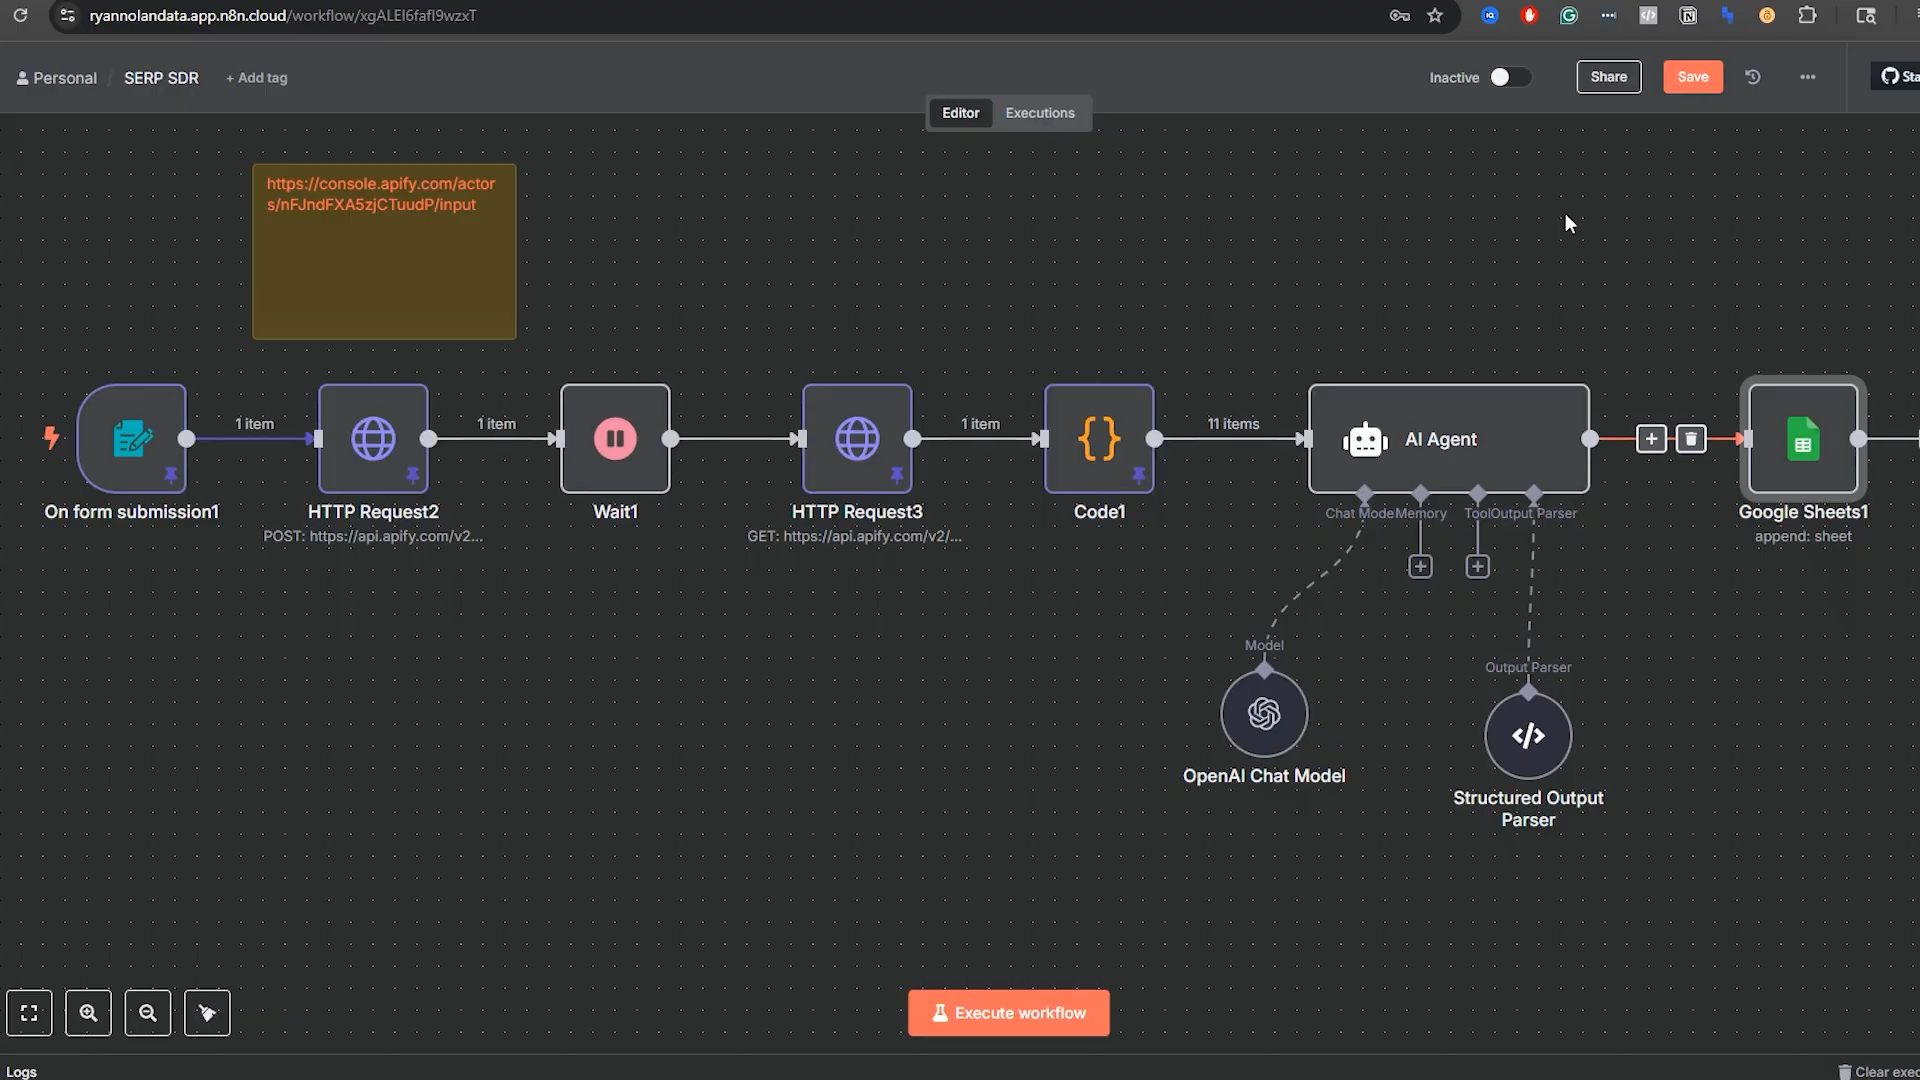 ryannolandata.app.n8n.cloud/workflow/xgALEl6fafl9wzxT
Personal / SERP SDR + Add tag
Inactive
Share
Save
Sta
Editor Executions
https://console.apify.com/actor
s/nFJndFXA5zjCTuudP/input
1 item
1 item
1 item
11 items
AI Agent
On form submission1
HTTP Request2
POST: https://api.apify.com/v2...
Wait1
HTTP Request3
GET: https://api.apify.com/v2/...
Code1
Chat Mode Memory Tool Output Parser
Google Sheets1
append: sheet
Model
OpenAI Chat Model
Output Parser
Structured Output
Parser
Execute workflow
Logs
Clear exec